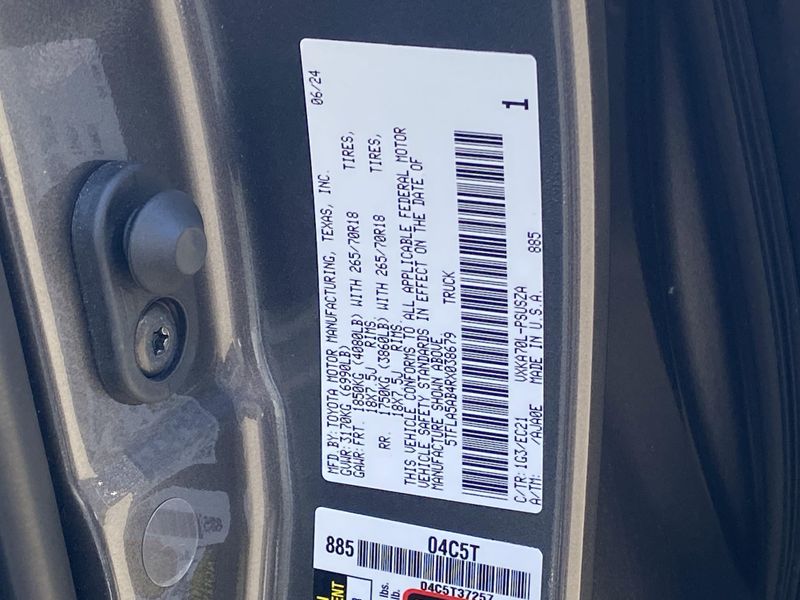 06/24
MFD.BY:TOYOTA MOTOR MANUFACTURING, TEXAS, INC.
GVWR:3170KG (6990LB)
GAWR: FRT. 1850KG (4080LB) WITH 265/70R18 TIRES,
18X7.5J RIMS
RR. 1750KG (3860LB) WITH 265/70R18 TIRES,
18X7.5J RIMS
THIS VEHICLE CONFORMS TO ALL APPLICABLE FEDERAL MOTOR
VEHICLE SAFETY STANDARDS IN EFFECT ON THE DATE OF
MANUFACTURE SHOWN ABOVE.
5TFLA5AB4RX038679 TRUCK
1
C/TR: 1G3/EC21 VXKA70L-PSUSZA
A/TM: /AVA0E MADE IN U.S.A. 885
885 04C5T
04C5T37257
lbs.
lb.